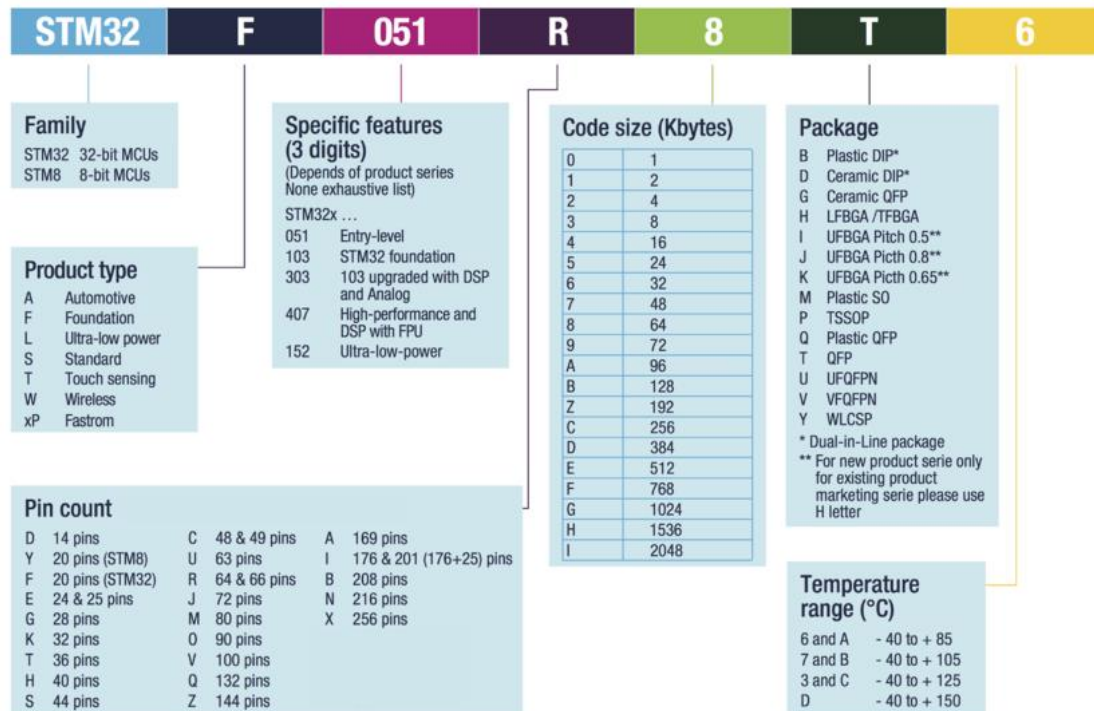 STM32 F 051 R 8 T 6
Family
STM32 32-bit MCUs
STM8 8-bit MCUs
Product type
A Automotive
F Foundation
L Ultra-low power
S Standard
T Touch sensing
W Wireless
xP Fastrom
Specific features
(3 digits)
(Depends of product series
None exhaustive list)
STM32x ...
051 Entry-level
103 STM32 foundation
303 103 upgraded with DSP
and Analog
407 High-performance and
DSP with FPU
152 Ultra-low-power
Pin count
D 14 pins
Y 20 pins (STM8)
F 20 pins (STM32)
E 24 & 25 pins
G 28 pins
K 32 pins
T 36 pins
H 40 pins
S 44 pins
C 48 & 49 pins
U 63 pins
R 64 & 66 pins
J 72 pins
M 80 pins
O 90 pins
V 100 pins
Q 132 pins
Z 144 pins
A 169 pins
I 176 & 201 (176+25) pins
B 208 pins
N 216 pins
X 256 pins
Code size (Kbytes)
0 1
1 2
2 4
3 8
4 16
5 24
6 32
7 48
8 64
9 72
A 96
B 128
Z 192
C 256
D 384
E 512
F 768
G 1024
H 1536
I 2048
Package
B Plastic DIP*
D Ceramic DIP*
G Ceramic QFP
H LFBGA /TFBGA
I UFBGA Pitch 0.5**
J UFBGA Picth 0.8**
K UFBGA Picth 0.65**
M Plastic SO
P TSSOP
Q Plastic QFP
T QFP
U UFQFPN
V VFQFPN
Y WLCSP
* Dual-in-Line package
** For new product serie only
for existing product
marketing serie please use
H letter
Temperature
range (°C)
6 and A - 40 to + 85
7 and B - 40 to + 105
3 and C - 40 to + 125
D - 40 to + 150